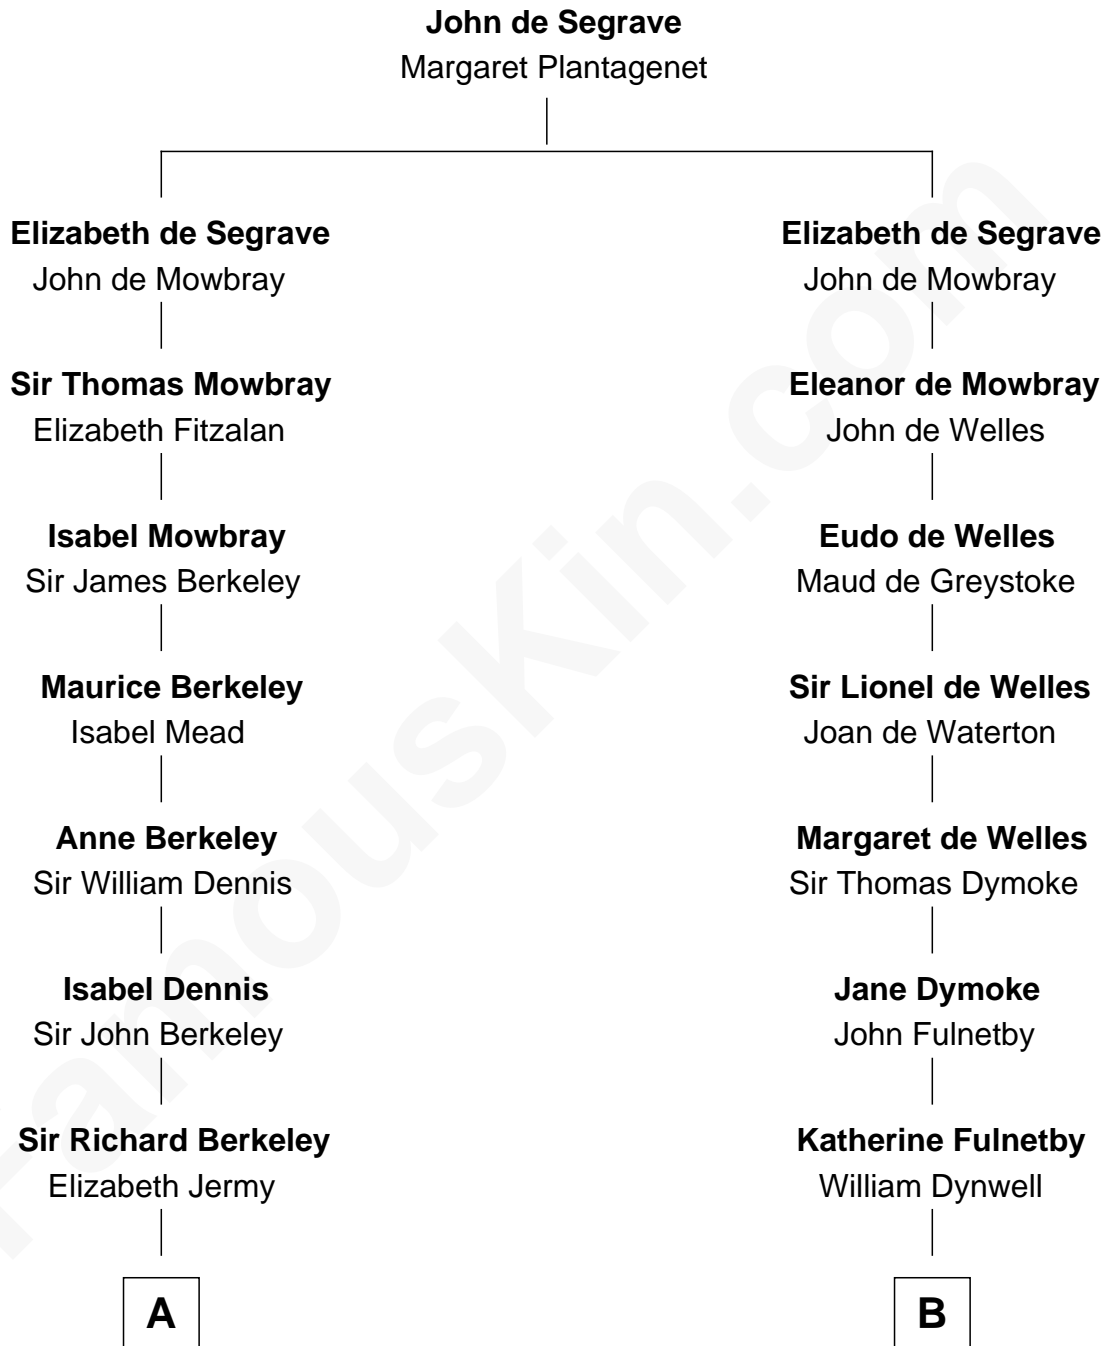 John de Segrave
Margaret Plantagenet
Elizabeth de Segrave
John de Mowbray
Elizabeth de Segrave
John de Mowbray
Sir Thomas Mowbray
Elizabeth Fitzalan
Eleanor de Mowbray
John de Welles
Isabel Mowbray
Sir James Berkeley
Eudo de Welles
Maud de Greystoke
Maurice Berkeley
Isabel Mead
Sir Lionel de Welles
Joan de Waterton
Anne Berkeley
Sir William Dennis
Margaret de Welles
Sir Thomas Dymoke
Isabel Dennis
Sir John Berkeley
Jane Dymoke
John Fulnetby
Sir Richard Berkeley
Elizabeth Jermy
Katherine Fulnetby
William Dynwell
A
B
FamousKin.com